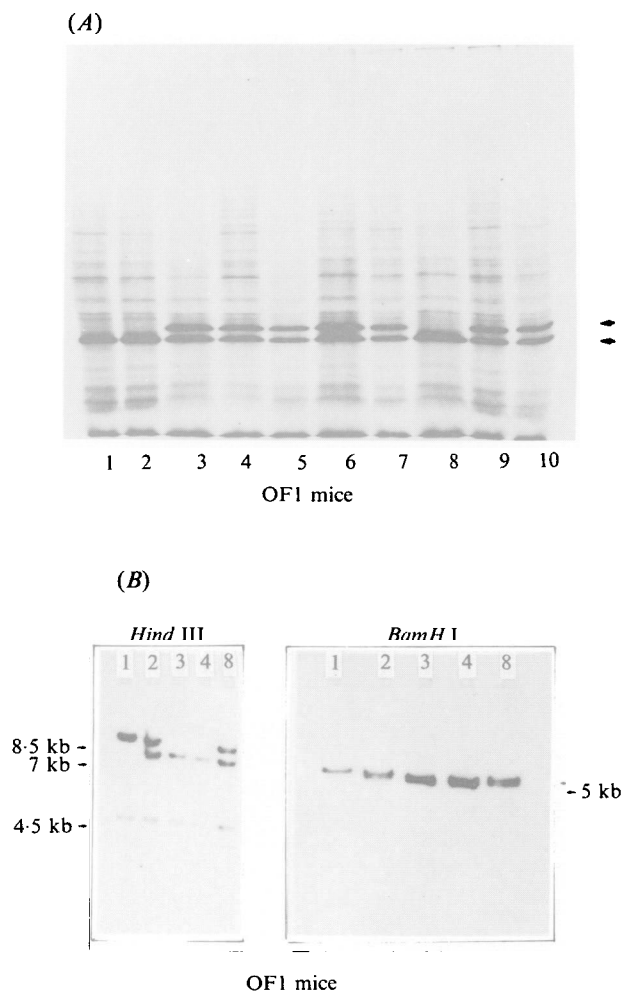 (A)
1 2 3 4 5 6 7 8 9 10
OF1 mice
(B)
Hind III
BamH I
1 2 3 4 8
1 2 3 4 8
8·5 kb -
7 kb -
4·5 kb -
- 5 kb
OF1 mice